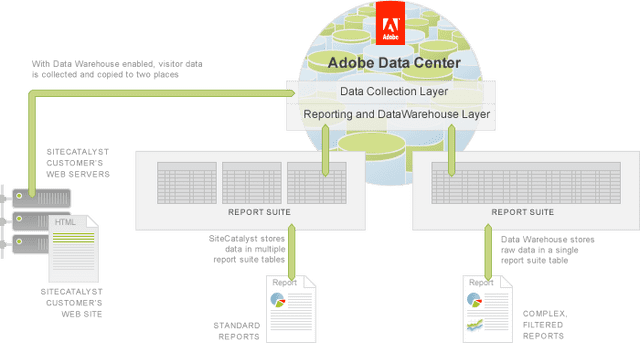 Adobe
Adobe Data Center
Data Collection Layer
Reporting and DataWarehouse Layer
With Data Warehouse enabled, visitor data
is collected and copied to two places
SITECATALYST
CUSTOMER'S
WEB SERVERS
HTML
SITECATALYST
CUSTOMER'S
WEB SITE
REPORT SUITE
REPORT SUITE
SiteCatalyst stores
data in multiple
report suite tables
Data Warehouse stores
raw data in a single
report suite table
Report
STANDARD
REPORTS
Report
COMPLEX,
FILTERED
REPORTS